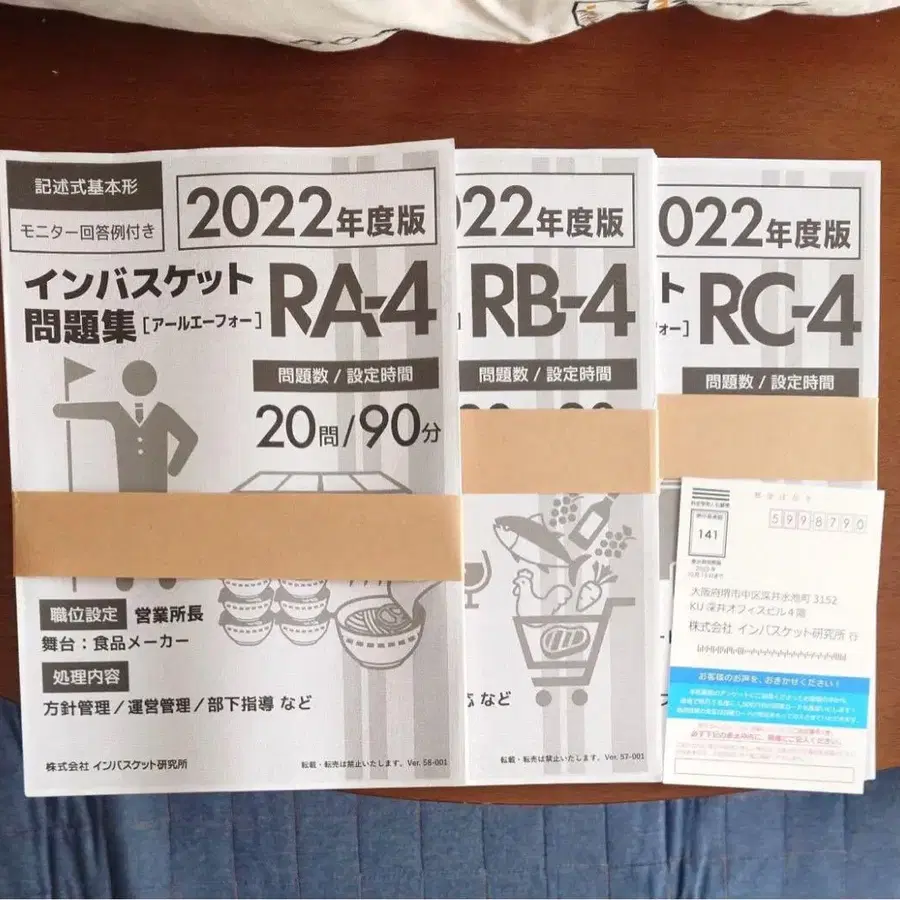 記述式基本形
モニター回答例付き
2022年度版
インバスケット
問題集
[アールエーフォー]
RA-4
問題数 / 設定時間
20問/90分
職位設定 営業所長
舞台：食品メーカー
処理内容
方針管理／運営管理／部下指導 など
株式会社 インバスケット研究所
転載・転売は禁止いたします。 Ver. 58-001
22年度版
RB-4
問題数 / 設定時間
など
転載・転売は禁止いたします。 Ver. 57-001
022年度版
ト
ォー]
RC-4
問題数 / 設定時間
郵便はがき
5998790
141
大阪府堺市中区深井水池町3152
KU 深井オフィスビル4階
株式会社 インバスケット研究所 行
お客様のお声を、おきかせください！